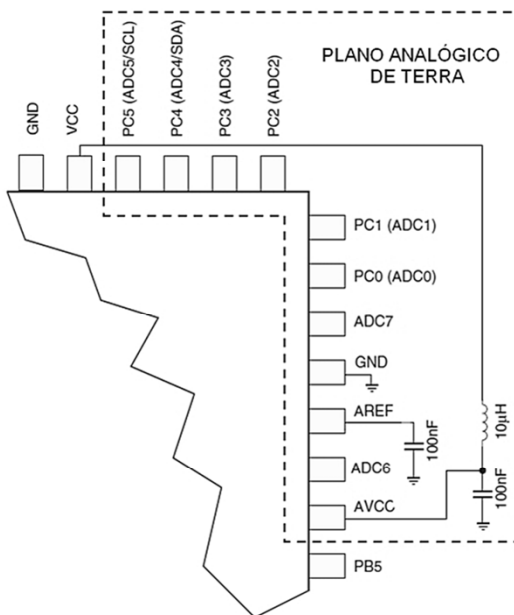 PLANO ANALÓGICO
DE TERRA
GND
VCC
PC5 (ADC5/SCL)
PC4 (ADC4/SDA)
PC3 (ADC3)
PC2 (ADC2)
PC1 (ADC1)
PC0 (ADC0)
ADC7
GND
AREF
100nF
10μH
ADC6
AVCC
100nF
PB5